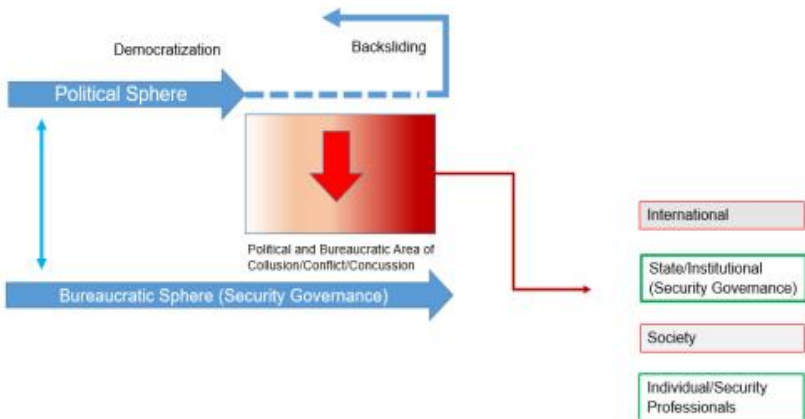 Democratization
Backsliding
Political Sphere
Political and Bureaucratic Area of
Collusion/Conflict/Concussion
Bureaucratic Sphere (Security Governance)
International
State/Institutional
(Security Governance)
Society
Individual/Security
Professionals